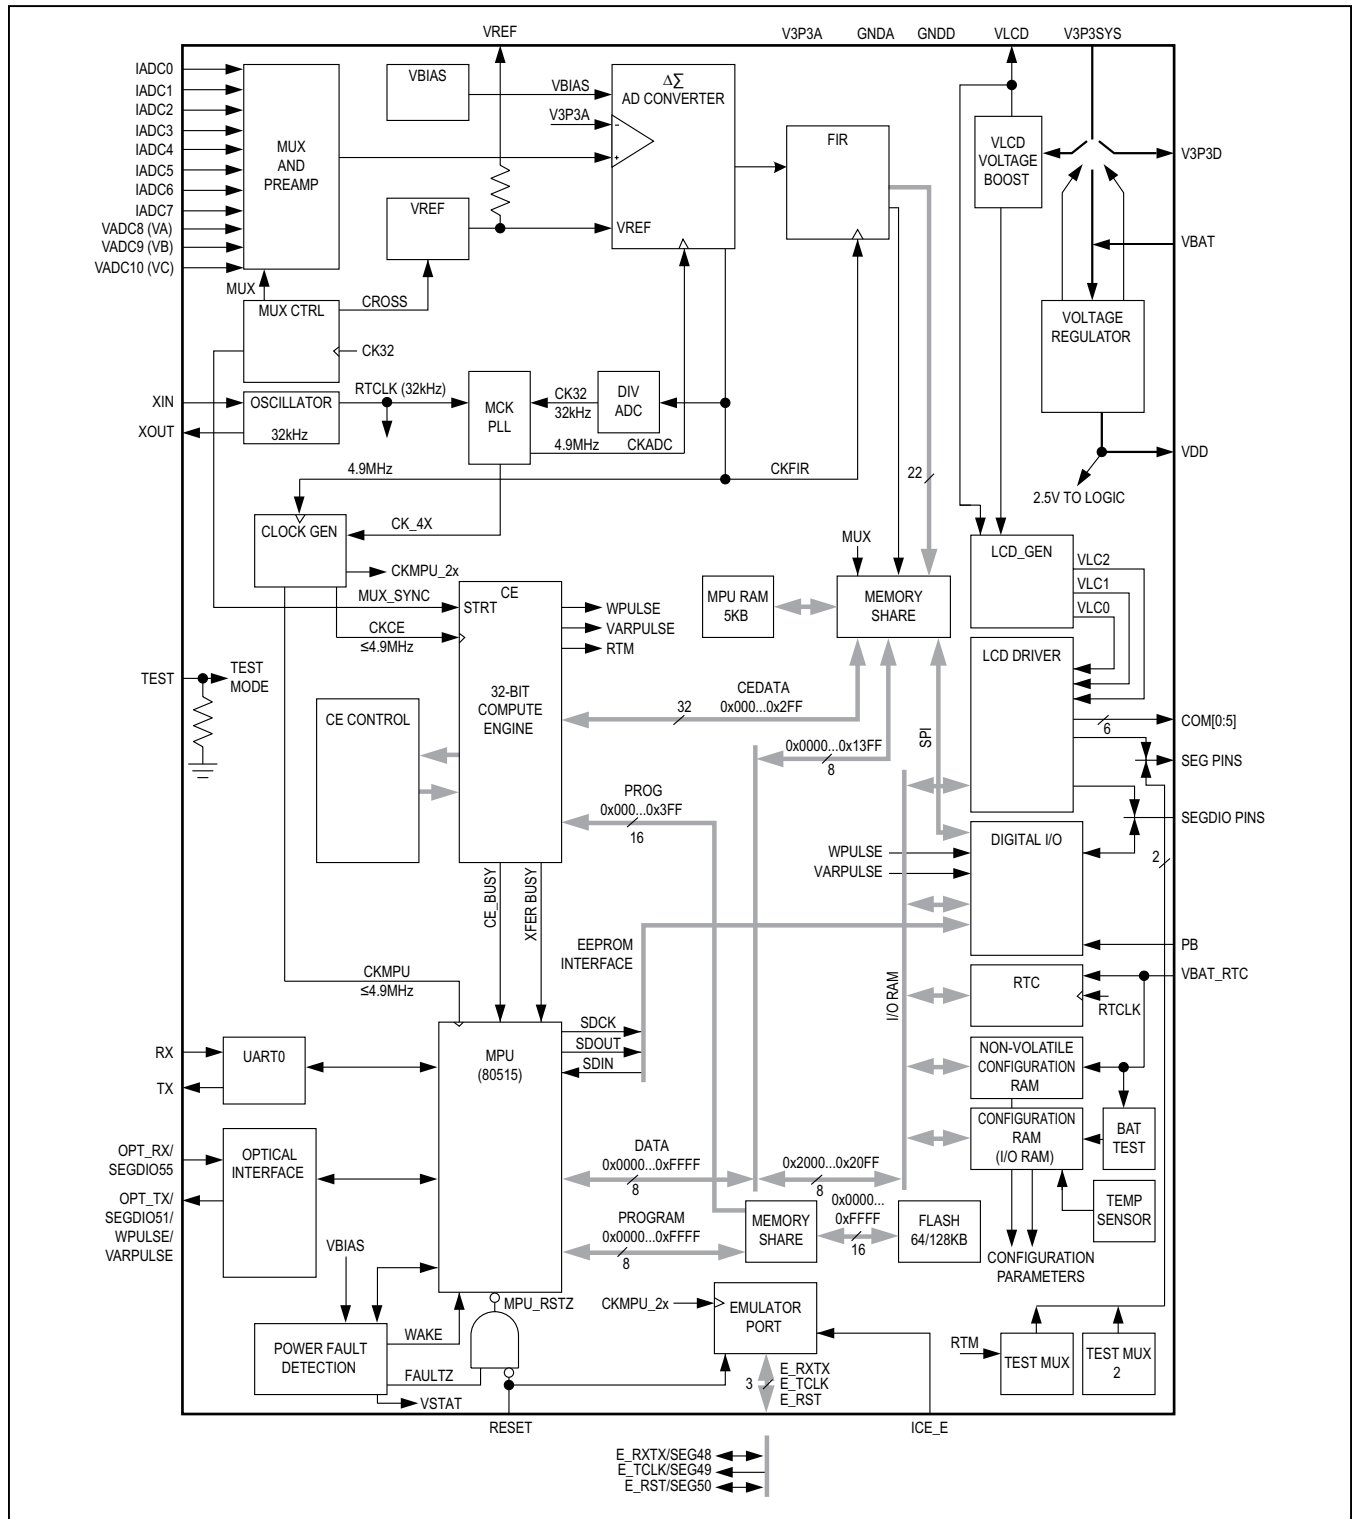 VREF
V3P3A
GNDA
GNDD
VLCD
V3P3SYS
IADC0
IADC1
IADC2
IADC3
IADC4
IADC5
IADC6
IADC7
VADC8 (VA)
VADC9 (VB)
VADC10 (VC)
MUX
AND
PREAMP
VBIAS
VBIAS
V3P3A
∆∑
AD CONVERTER
-
+
VREF
VREF
FIR
VLCD
VOLTAGE
BOOST
V3P3D
VBAT
VOLTAGE
REGULATOR
VDD
2.5V TO LOGIC
MUX
MUX CTRL
CROSS
CK32
XIN
XOUT
OSCILLATOR
32kHz
RTCLK (32kHz)
MCK
PLL
CK32
32kHz
DIV
ADC
4.9MHz
CKADC
4.9MHz
CKFIR
22
CLOCK GEN
CK_4X
CKMPU_2x
MUX_SYNC
CKCE
≤4.9MHz
CE
STRT
32-BIT
COMPUTE
ENGINE
WPULSE
VARPULSE
RTM
MUX
MPU RAM
5KB
MEMORY
SHARE
LCD_GEN
VLC2
VLC1
VLC0
LCD DRIVER
TEST
TEST
MODE
CE CONTROL
CEDATA
0x000...0x2FF
32
0x0000...0x13FF
8
SPI
6
COM[0:5]
SEG PINS
SEGDIO PINS
PROG
0x000...0x3FF
16
DIGITAL I/O
WPULSE
VARPULSE
2
CE_BUSY
XFER BUSY
EEPROM
INTERFACE
I/O RAM
PB
VBAT_RTC
RTC
RTCLK
CKMPU
≤4.9MHz
RX
TX
UART0
MPU
(80515)
SDCK
SDOUT
SDIN
NON-VOLATILE
CONFIGURATION
RAM
CONFIGURATION
RAM
(I/O RAM)
BAT
TEST
TEMP
SENSOR
OPT_RX/
SEGDIO55
OPT_TX/
SEGDIO51/
WPULSE/
VARPULSE
OPTICAL
INTERFACE
DATA
0x0000...0xFFFF
8
0x2000...0x20FF
8
PROGRAM
0x0000...0xFFFF
8
MEMORY
SHARE
0x0000...
0xFFFF
16
FLASH
64/128KB
CONFIGURATION
PARAMETERS
VBIAS
POWER FAULT
DETECTION
WAKE
FAULTZ
VSTAT
MPU_RSTZ
CKMPU_2x
EMULATOR
PORT
3
E_RXTX
E_TCLK
E_RST
RTM
TEST MUX
TEST MUX
2
RESET
ICE_E
E_RXTX/SEG48
E_TCLK/SEG49
E_RST/SEG50